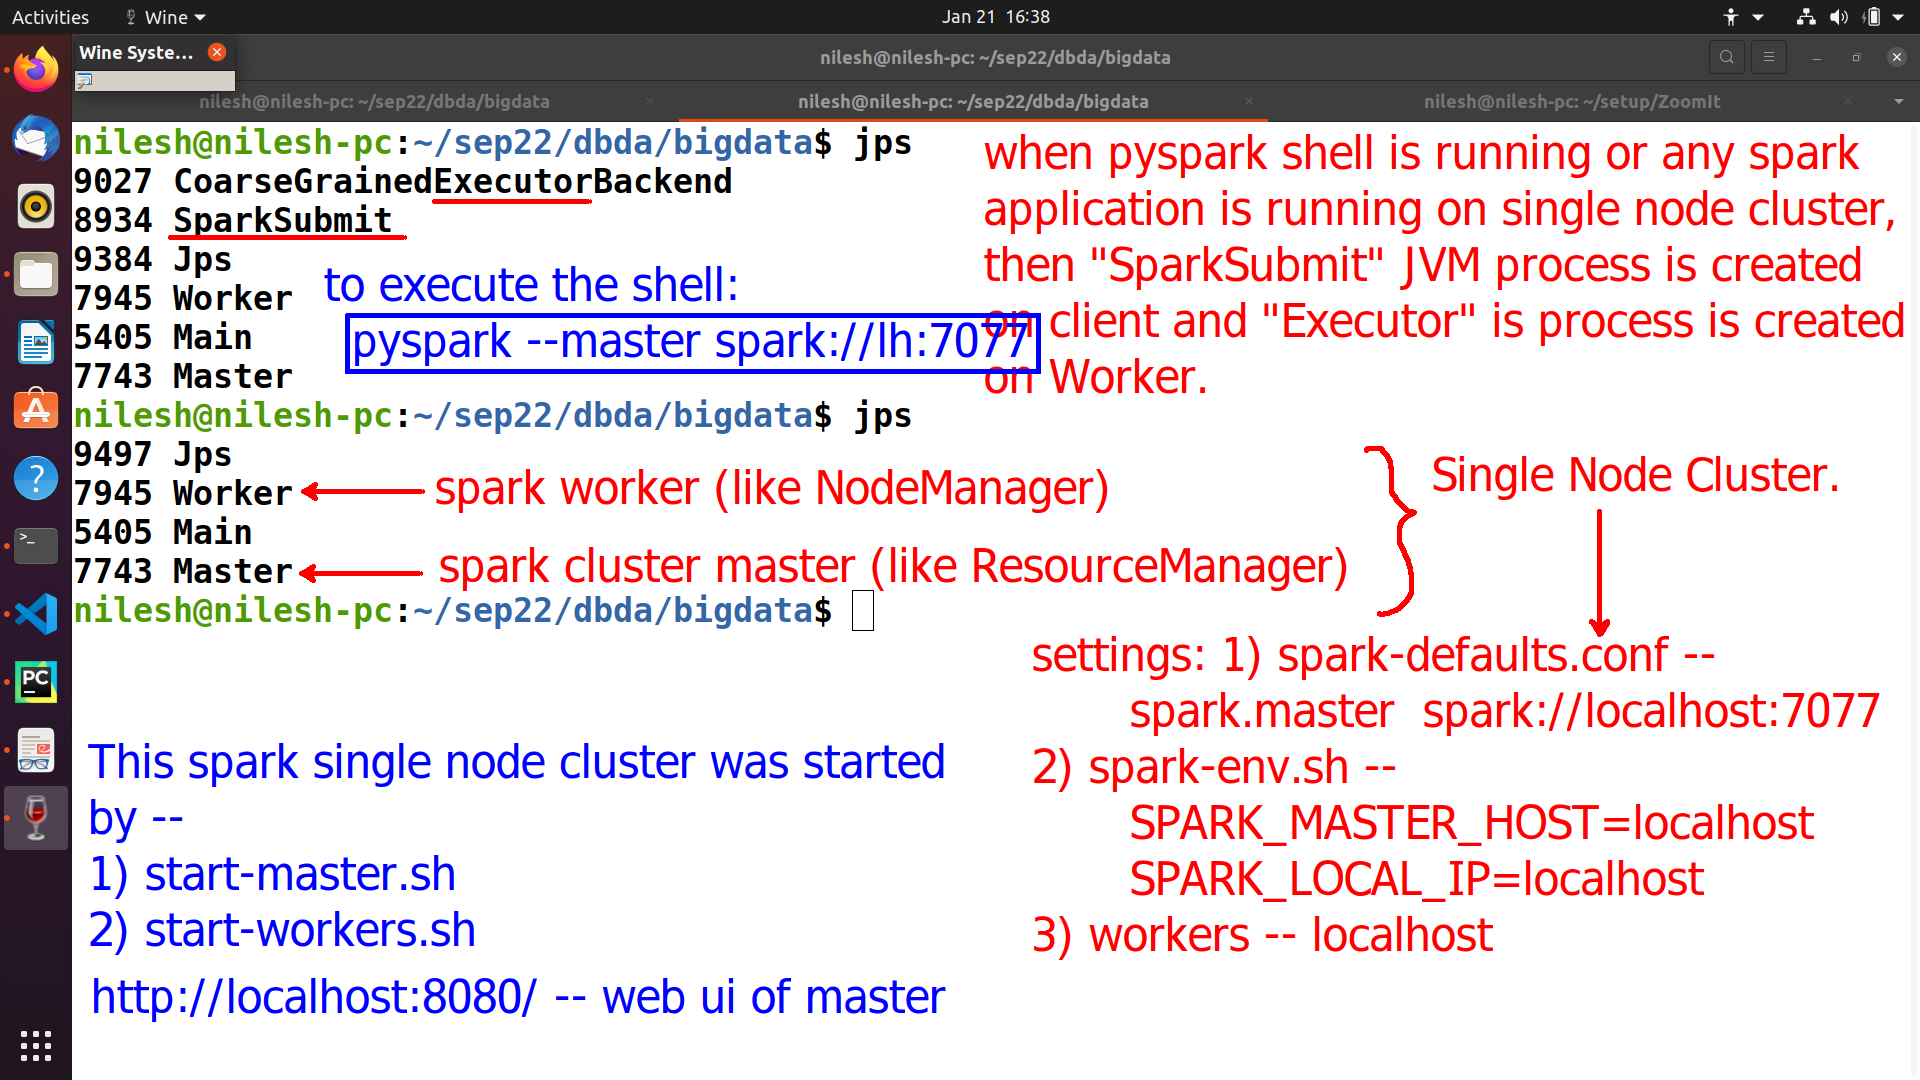 Activities
Wine
Jan 21 16:38
Wine Syste...
nilesh@nilesh-pc: ~/sep22/dbda/bigdata
nilesh@nilesh-pc: ~/sep22/dbda/bigdata
nilesh@nilesh-pc: ~/sep22/dbda/bigdata
nilesh@nilesh-pc: ~/setup/ZoomIt
nilesh@nilesh-pc:~/sep22/dbda/bigdata$ jps
9027 CoarseGrainedExecutorBackend
8934 SparkSubmit
9384 Jps
7945 Worker
5405 Main
7743 Master
to execute the shell:
pyspark --master spark://lh:7077
when pyspark shell is running or any spark
application is running on single node cluster,
then "SparkSubmit" JVM process is created
on client and "Executor" is process is created
on Worker.
nilesh@nilesh-pc:~/sep22/dbda/bigdata$ jps
9497 Jps
7945 Worker
spark worker (like NodeManager)
5405 Main
7743 Master
spark cluster master (like ResourceManager)
nilesh@nilesh-pc:~/sep22/dbda/bigdata$
Single Node Cluster.
settings: 1) spark-defaults.conf --
spark.master spark://localhost:7077
2) spark-env.sh --
SPARK_MASTER_HOST=localhost
SPARK_LOCAL_IP=localhost
3) workers -- localhost
This spark single node cluster was started
by --
1) start-master.sh
2) start-workers.sh
http://localhost:8080/ -- web ui of master
PC